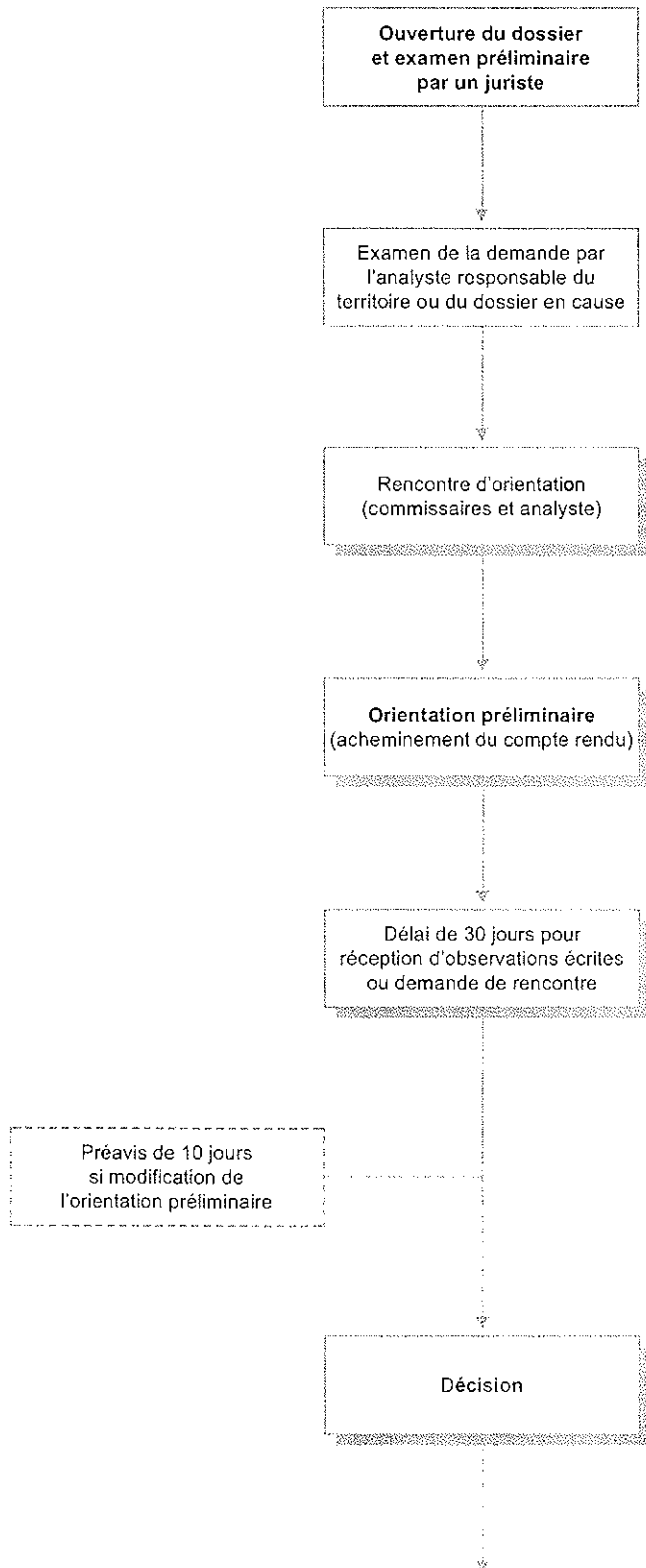 Ouverture du dossier
et examen préliminaire
par un juriste
Examen de la demande par
l'analyste responsable du
territoire ou du dossier en cause
Rencontre d'orientation
(commissaires et analyste)
Orientation préliminaire
(acheminement du compte rendu)
Délai de 30 jours pour
réception d'observations écrites
ou demande de rencontre
Préavis de 10 jours
si modification de
l'orientation préliminaire
Décision